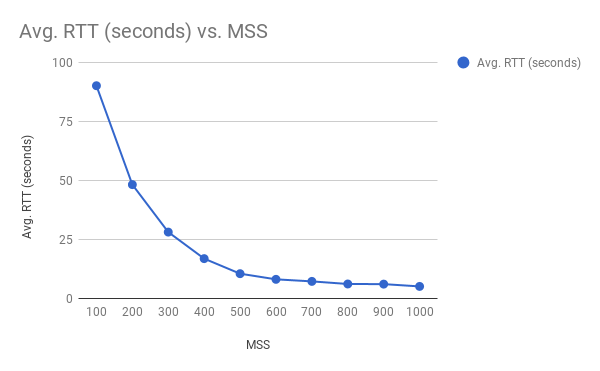 Avg. RTT (seconds) vs. MSS
Avg. RTT (seconds)
100
75
50
25
0
Avg. RTT (seconds)
100 200 300 400 500 600 700 800 900 1000
MSS